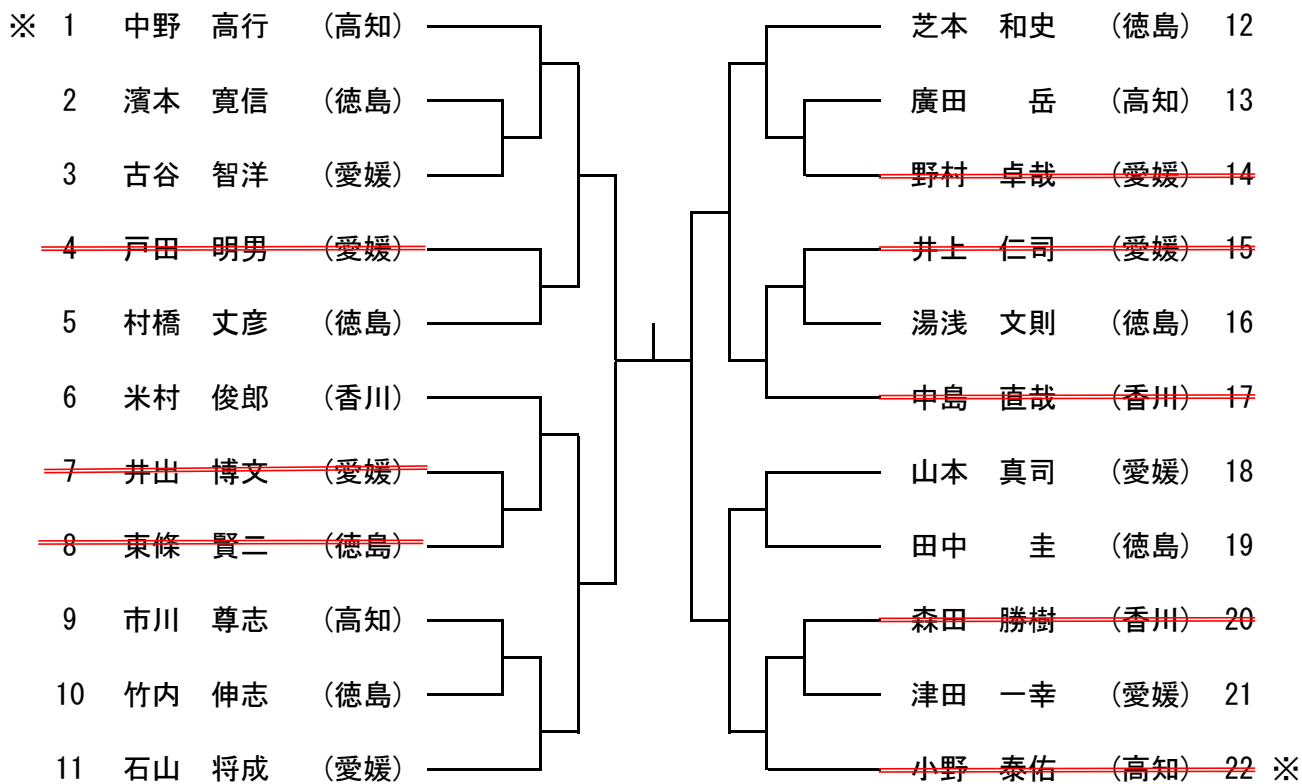 ※ 1 中野 高行 (高知)
2 濱本 寛信 (徳島)
3 古谷 智洋 (愛媛)
4 戸田 明男 (愛媛)
5 村橋 丈彦 (徳島)
6 米村 俊郎 (香川)
7 井出 博文 (愛媛)
8 東條 賢二 (徳島)
9 市川 尊志 (高知)
10 竹内 伸志 (徳島)
11 石山 将成 (愛媛)
芝本 和史 (徳島) 12
廣田 岳 (高知) 13
野村 卓哉 (愛媛) 14
井上 仁司 (愛媛) 15
湯浅 文則 (徳島) 16
中島 直哉 (香川) 17
山本 真司 (愛媛) 18
田中 圭 (徳島) 19
森田 勝樹 (香川) 20
津田 一幸 (愛媛) 21
小野 泰佑 (高知) 22 ※